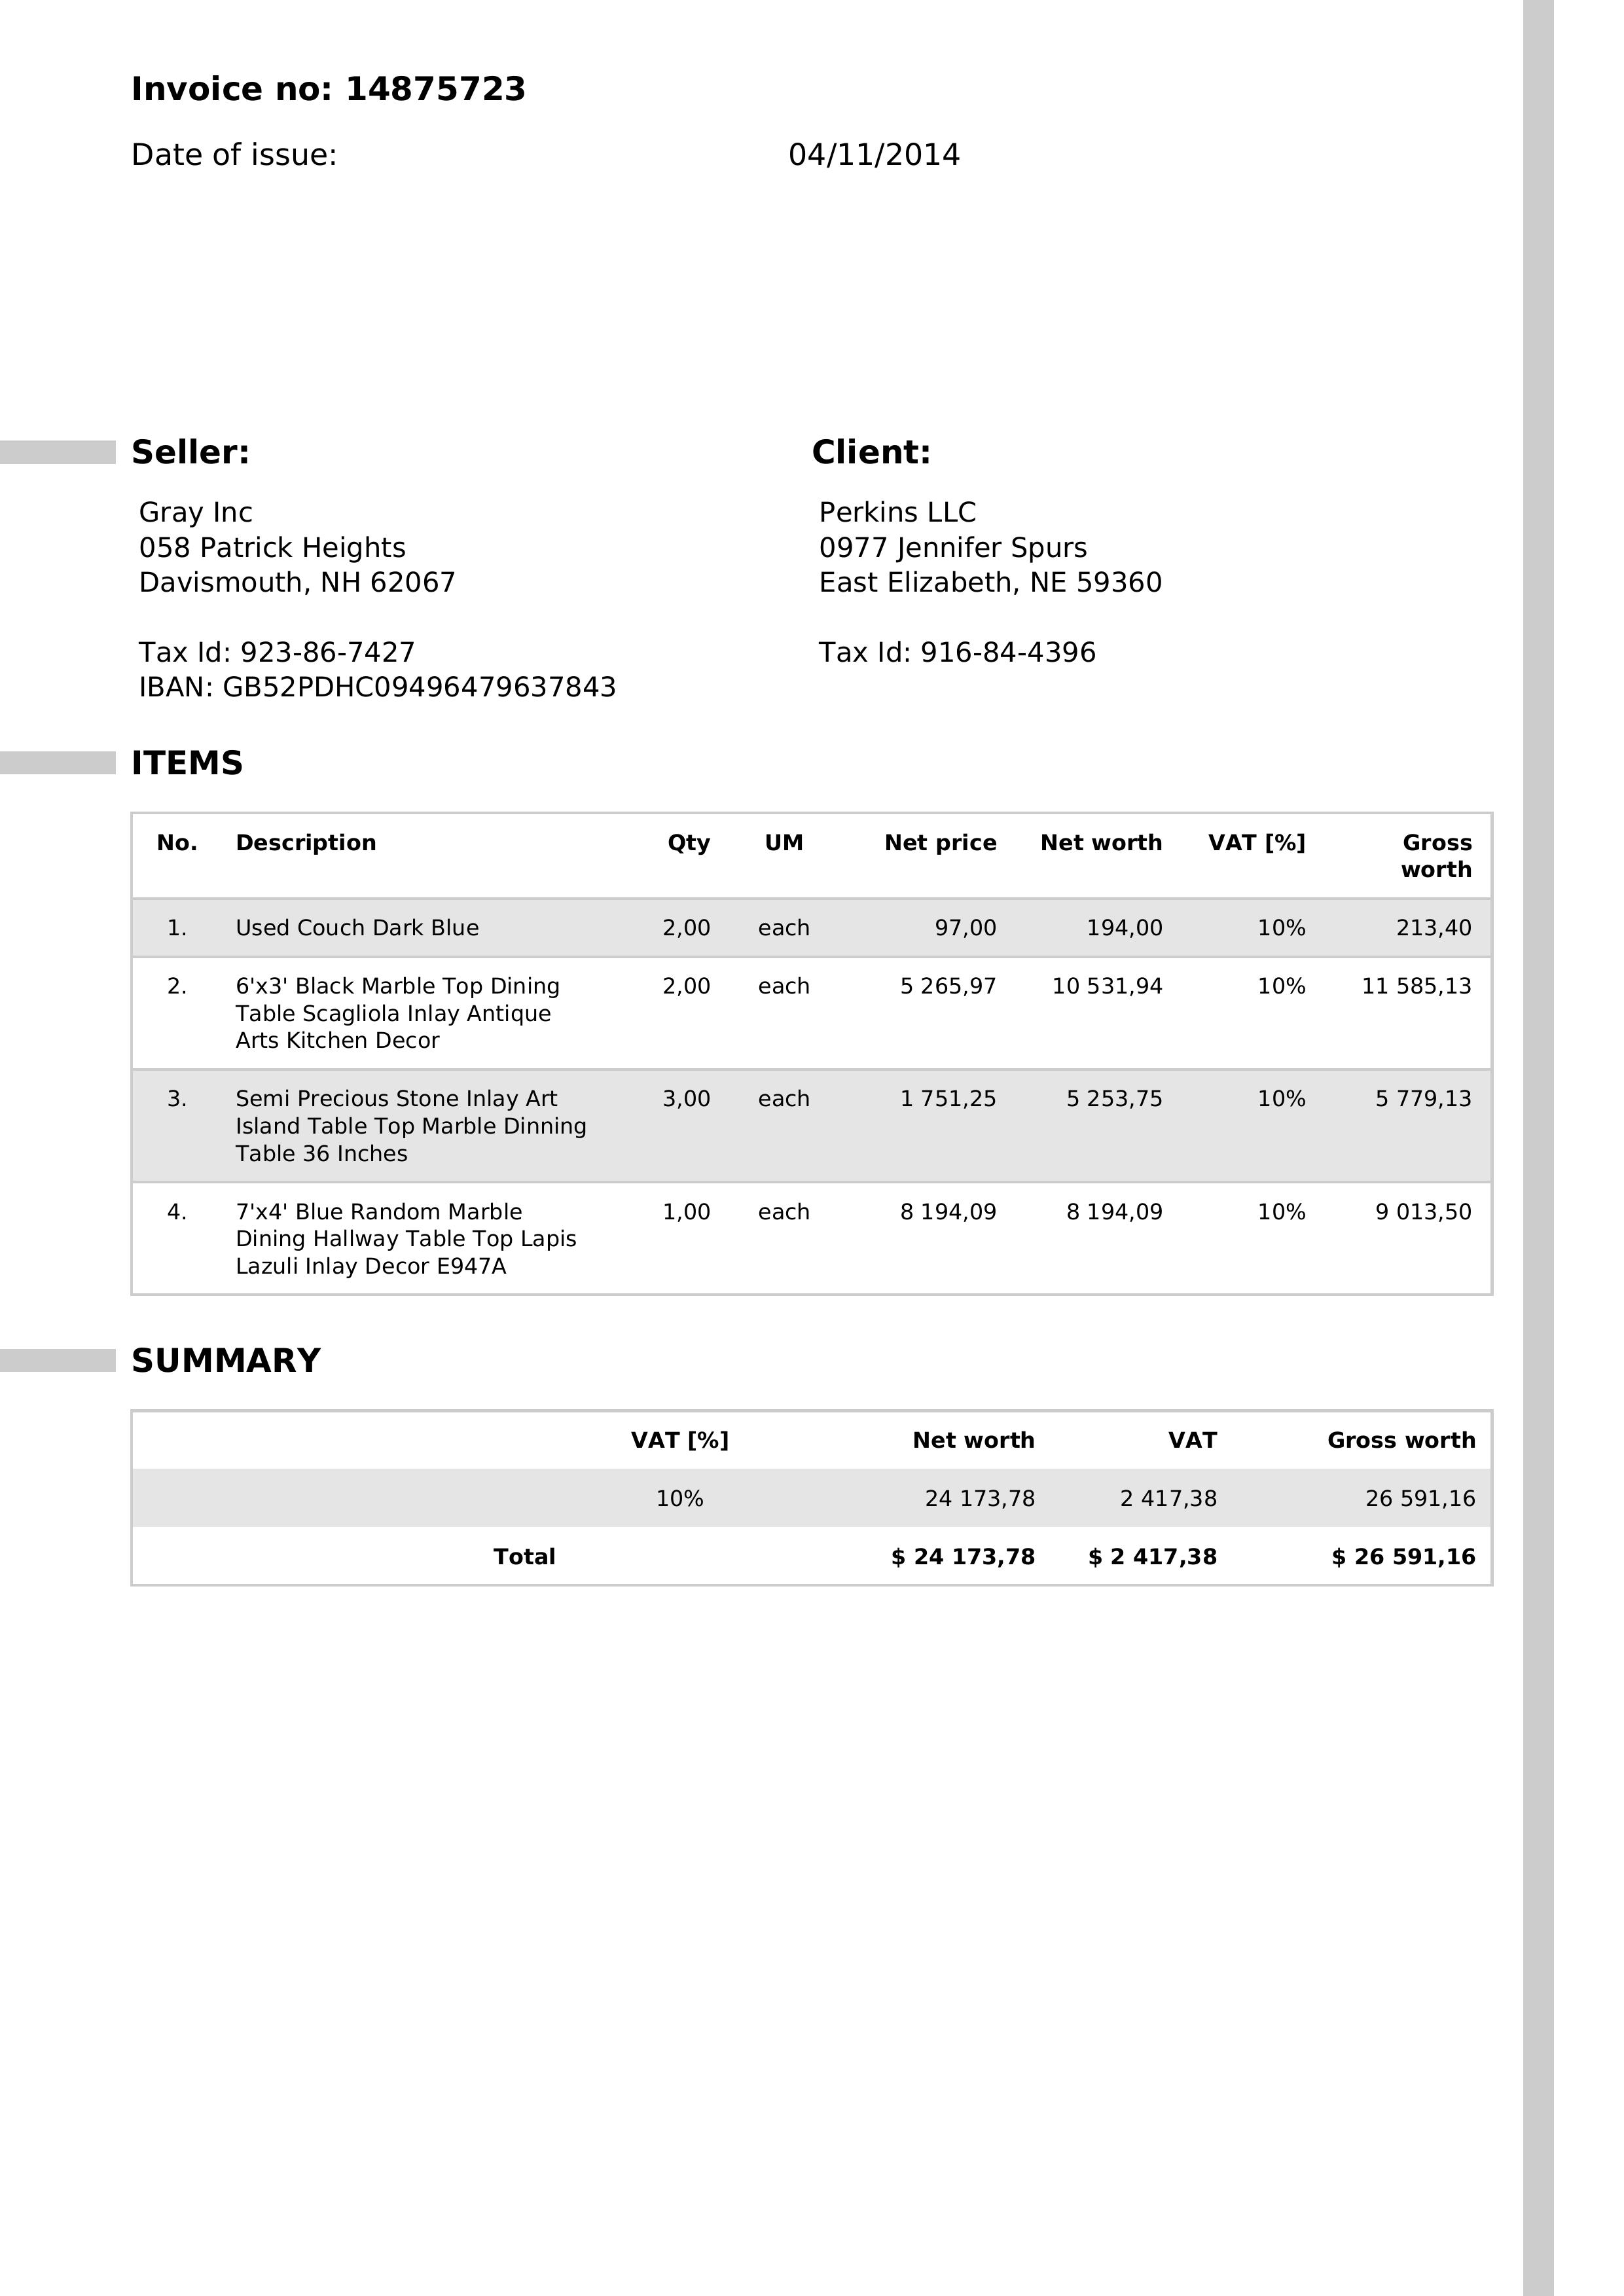 Invoice no: 14875723
Date of issue: 04/11/2014
Seller:
Gray Inc
058 Patrick Heights
Davismouth, NH 62067
Tax Id: 923-86-7427
IBAN: GB52PDHC09496479637843
Client:
Perkins LLC
0977 Jennifer Spurs
East Elizabeth, NE 59360
Tax Id: 916-84-4396
ITEMS
No. Description Qty UM Net price Net worth VAT [%] Gross
worth
1. Used Couch Dark Blue 2,00 each 97,00 194,00 10% 213,40
2. 6'x3' Black Marble Top Dining 2,00 each 5 265,97 10 531,94 10% 11 585,13
Table Scagliola Inlay Antique
Arts Kitchen Decor
3. Semi Precious Stone Inlay Art 3,00 each 1 751,25 5 253,75 10% 5 779,13
Island Table Top Marble Dinning
Table 36 Inches
4. 7'x4' Blue Random Marble 1,00 each 8 194,09 8 194,09 10% 9 013,50
Dining Hallway Table Top Lapis
Lazuli Inlay Decor E947A
SUMMARY
VAT [%] Net worth VAT Gross worth
10% 24 173,78 2 417,38 26 591,16
Total $ 24 173,78 $ 2 417,38 $ 26 591,16